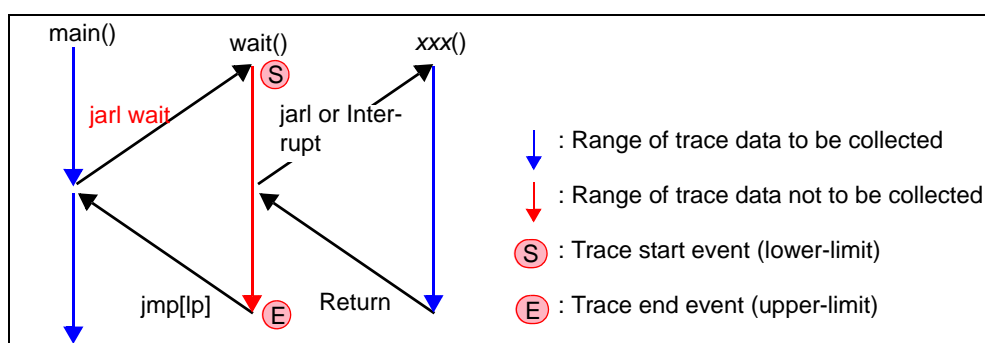 main()
wait()
xxx()
S
jarl wait
jarl or Inter-
rupt
jmp[lp]
E
Return
: Range of trace data to be collected
: Range of trace data not to be collected
S : Trace start event (lower-limit)
E : Trace end event (upper-limit)